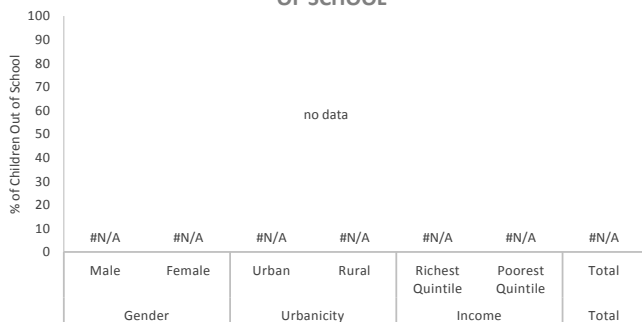 OF SCHOOL
% of Children Out of School
100
90
80
70
60
50
40
30
20
10
0
no data
#N/A #N/A #N/A #N/A #N/A #N/A #N/A
Male Female Urban Rural Richest Quintile Poorest Quintile Total
Gender Urbanicity Income Total